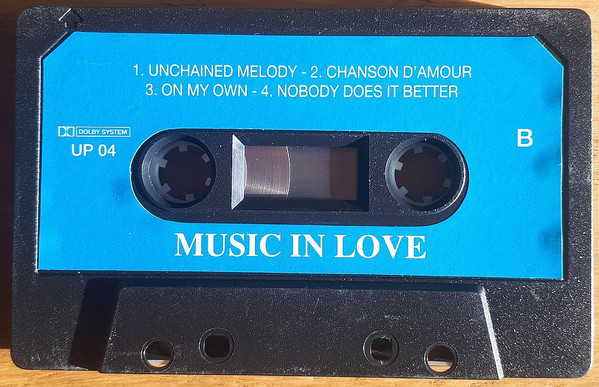 1. UNCHAINED MELODY - 2. CHANSON D'AMOUR
3. ON MY OWN - 4. NOBODY DOES IT BETTER
DOLBY SYSTEM
UP 04
B
MUSIC IN LOVE